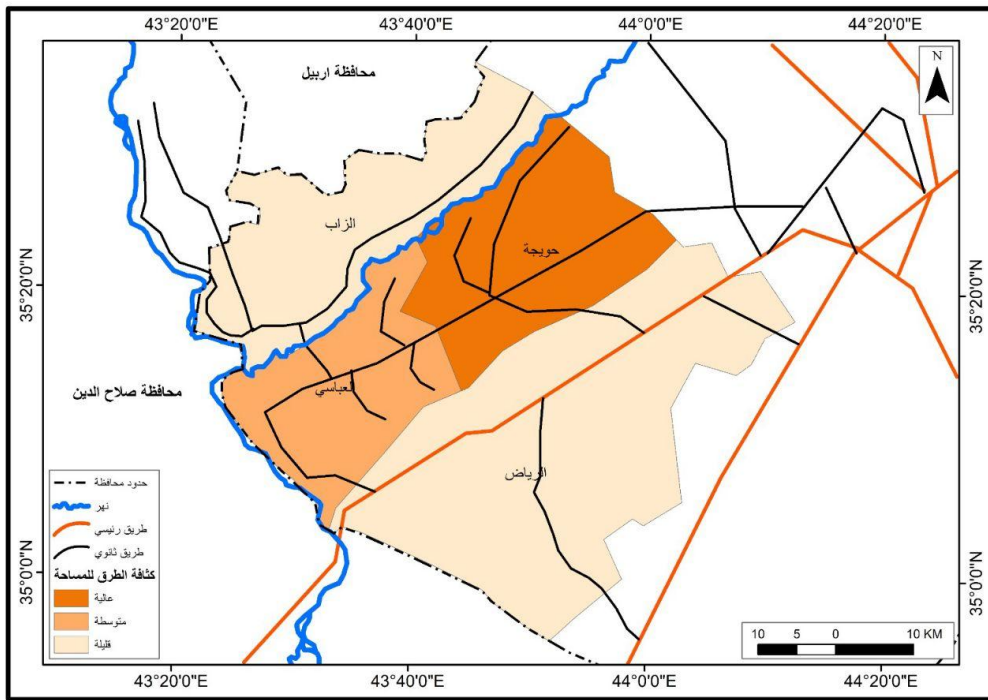 43°20'0"E 43°40'0"E 44°0'0"E 44°20'0"E
N
محافظة اربيل
الزاب
حويجة
35°20'0"N 35°20'0"N
محافظة صلاح الدين
العباسي
الرياض
حدود محافظة
نهر
طريق رئيسي
طريق ثانوي
كثافة الطرق للمساحة
عالية
متوسطة
قليلة
35°0'0"N 35°0'0"N
10 5 0 10 KM
43°20'0"E 43°40'0"E 44°0'0"E 44°20'0"E